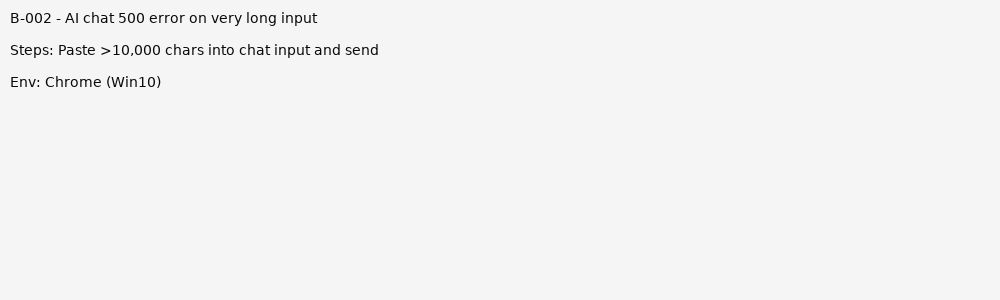 B-002 - AI chat 500 error on very long input
Steps: Paste >10,000 chars into chat input and send
Env: Chrome (Win10)